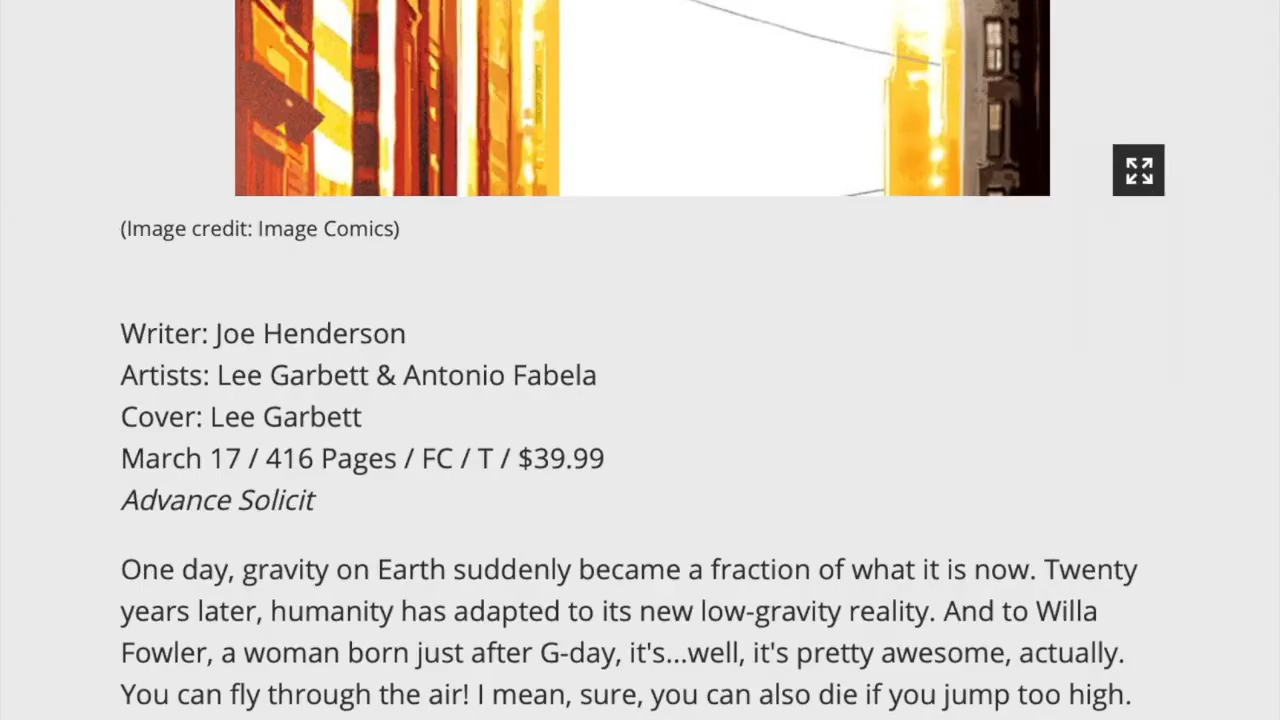 (Image credit: Image Comics)
Writer: Joe Henderson
Artists: Lee Garbett & Antonio Fabela
Cover: Lee Garbett
March 17 / 416 Pages / FC / T / $39.99
Advance Solicit
One day, gravity on Earth suddenly became a fraction of what it is now. Twenty
years later, humanity has adapted to its new low-gravity reality. And to Willa
Fowler, a woman born just after G-day, it's...well, it's pretty awesome, actually.
You can fly through the air! I mean, sure, you can also die if you jump too high.